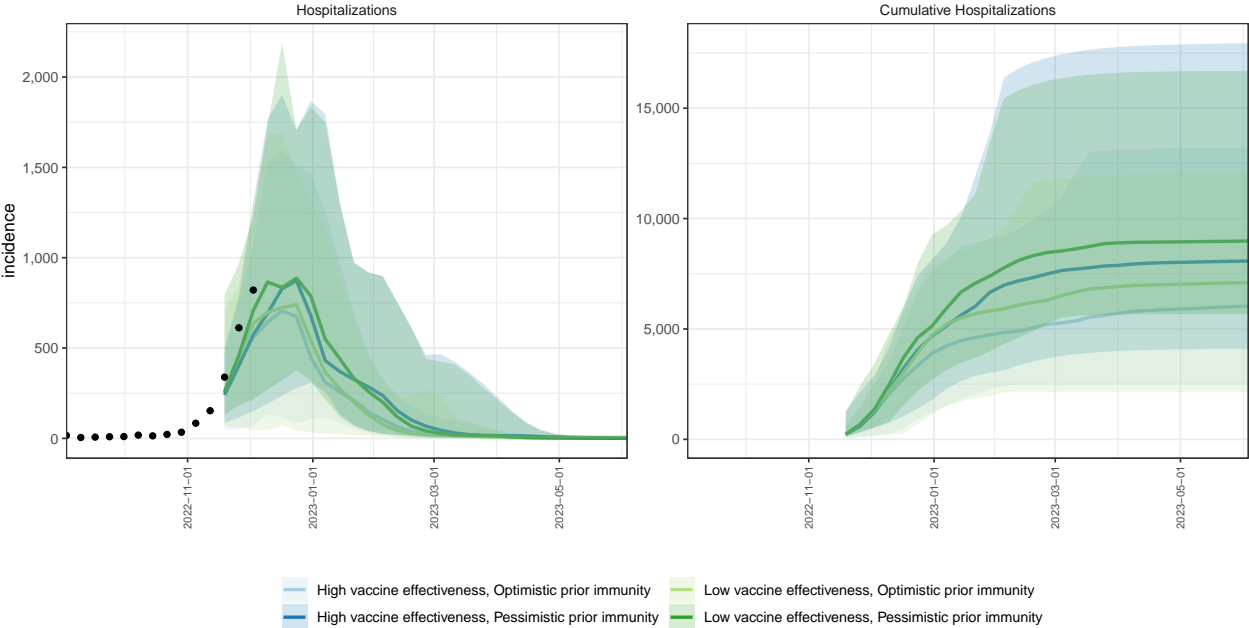 Hospitalizations
Cumulative Hospitalizations
incidence
2,000
1,500
1,000
500
0
15,000
10,000
5,000
0
2022−11−01
2023−01−01
2023−03−01
2023−05−01
2022−11−01
2023−01−01
2023−03−01
2023−05−01
High vaccine effectiveness, Optimistic prior immunity
Low vaccine effectiveness, Optimistic prior immunity
High vaccine effectiveness, Pessimistic prior immunity
Low vaccine effectiveness, Pessimistic prior immunity